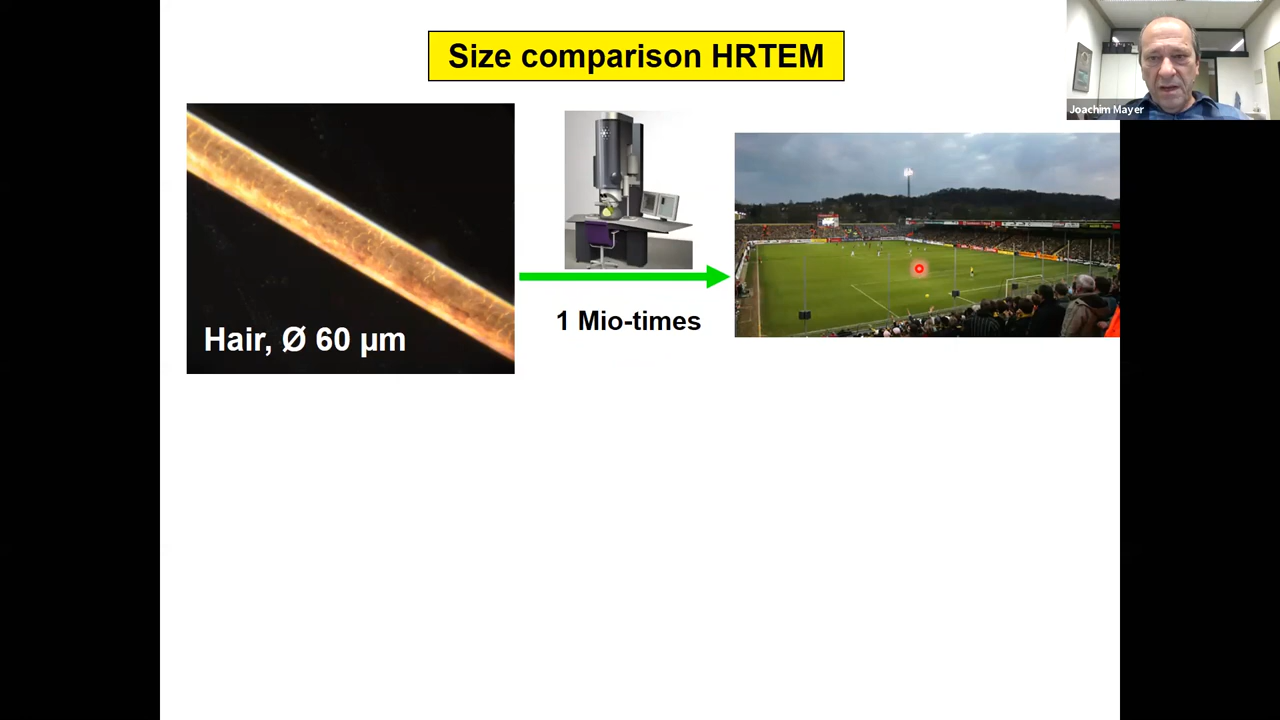 Size comparison HRTEM
Joachim Mayer
Hair, Ø 60 µm
1 Mio-times